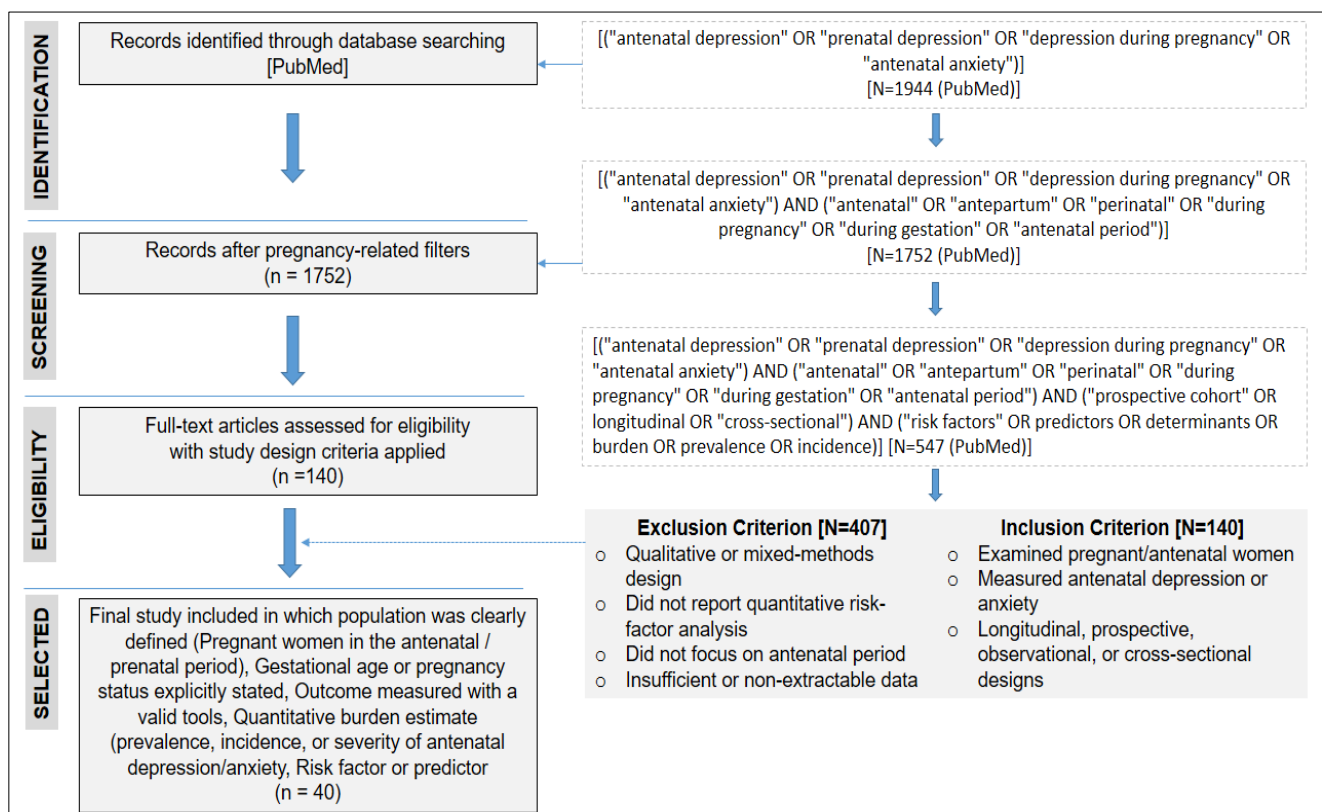 IDENTIFICATION
Records identified through database searching
[PubMed]
[("antenatal depression" OR "prenatal depression" OR "depression during pregnancy" OR
"antenatal anxiety")]
[N=1944 (PubMed)]
[("antenatal depression" OR "prenatal depression" OR "depression during pregnancy" OR
"antenatal anxiety") AND ("antenatal" OR "antepartum" OR "perinatal" OR "during
pregnancy" OR "during gestation" OR "antenatal period")]
[N=1752 (PubMed)]
SCREENING
Records after pregnancy-related filters
(n = 1752)
[("antenatal depression" OR "prenatal depression" OR "depression during pregnancy" OR
"antenatal anxiety") AND ("antenatal" OR "antepartum" OR "perinatal" OR "during
pregnancy" OR "during gestation" OR "antenatal period") AND ("prospective cohort" OR
longitudinal OR "cross-sectional") AND ("risk factors" OR predictors OR determinants OR
burden OR prevalence OR incidence)] [N=547 (PubMed)]
ELIGIBILITY
Full-text articles assessed for eligibility
with study design criteria applied
(n =140)
Exclusion Criterion [N=407]
o Qualitative or mixed-methods
design
o Did not report quantitative risk-
factor analysis
o Did not focus on antenatal period
o Insufficient or non-extractable data
Inclusion Criterion [N=140]
o Examined pregnant/antenatal women
o Measured antenatal depression or
anxiety
o Longitudinal, prospective,
observational, or cross-sectional
designs
SELECTED
Final study included in which population was clearly
defined (Pregnant women in the antenatal /
prenatal period), Gestational age or pregnancy
status explicitly stated, Outcome measured with a
valid tools, Quantitative burden estimate
(prevalence, incidence, or severity of antenatal
depression/anxiety, Risk factor or predictor
(n = 40)